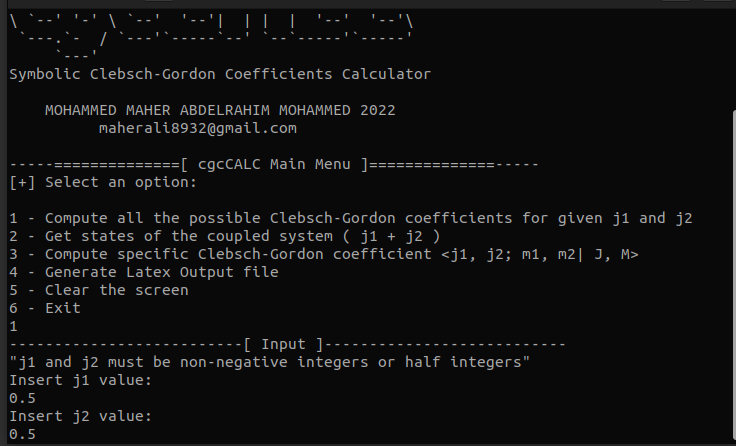 Symbolic Clebsch-Gordon Coefficients Calculator
MOHAMMED MAHER ABDELRAHIM MOHAMMED 2022
maherali8932@gmail.com
-----==============[ cgcCALC Main Menu ]==============-----
[+] Select an option:
1 - Compute all the possible Clebsch-Gordon coefficients for given j1 and j2
2 - Get states of the coupled system ( j1 + j2 )
3 - Compute specific Clebsch-Gordon coefficient <j1, j2; m1, m2| J, M>
4 - Generate Latex Output file
5 - Clear the screen
6 - Exit
1
--------------------------[ Input ]---------------------------
"j1 and j2 must be non-negative integers or half integers"
Insert j1 value:
0.5
Insert j2 value:
0.5